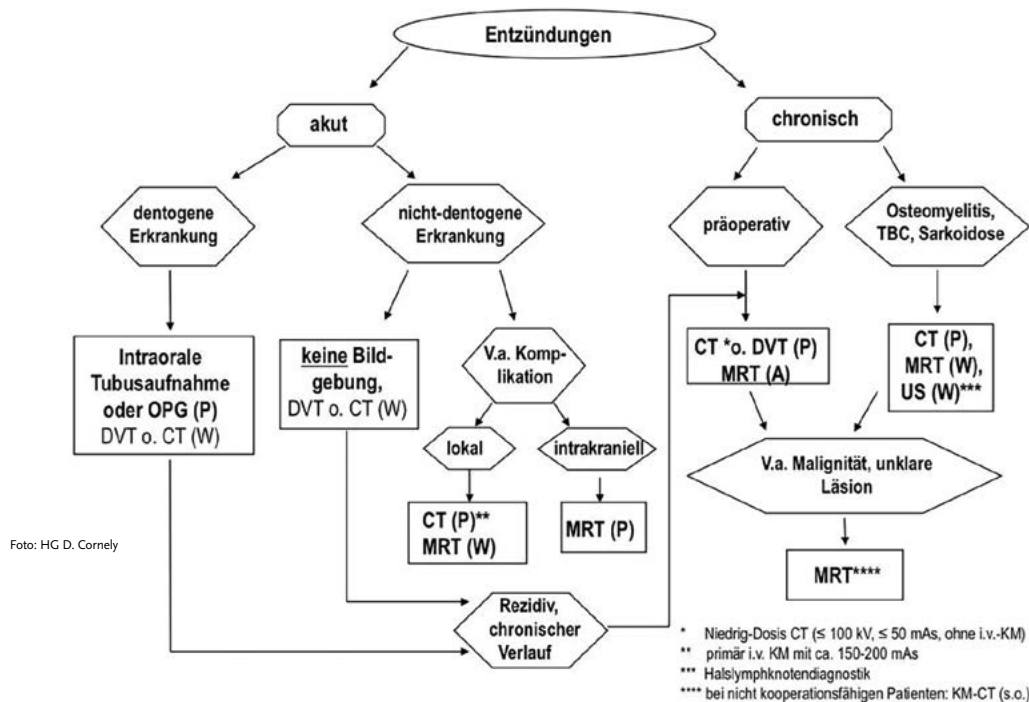 Entzündungen
akut
chronisch
dentogene
Erkrankung
nicht-dentogene
Erkrankung
präoperativ
Osteomyelitis,
TBC, Sarkoidose
Intraorale
Tubusaufnahme
oder OPG (P)
DVT o. CT (W)
keine Bild-
gebung,
DVT o. CT (W)
V.a. Komp-
likation
lokal
intrakraniell
CT (P)**
MRT (W)
MRT (P)
CT *o. DVT (P)
MRT (A)
CT (P),
MRT (W),
US (W)***
V.a. Malignität, unklare
Läsion
MRT****
Rezidiv,
chronischer
Verlauf
Foto: HG D. Cornely
* Niedrig-Dosis CT (≤ 100 kV, ≤ 50 mAs, ohne i.v.-KM)
** primär i.v. KM mit ca. 150-200 mAs
*** Halslymphknotendiagnostik
**** bei nicht kooperationsfähigen Patienten: KM-CT (s.o.)